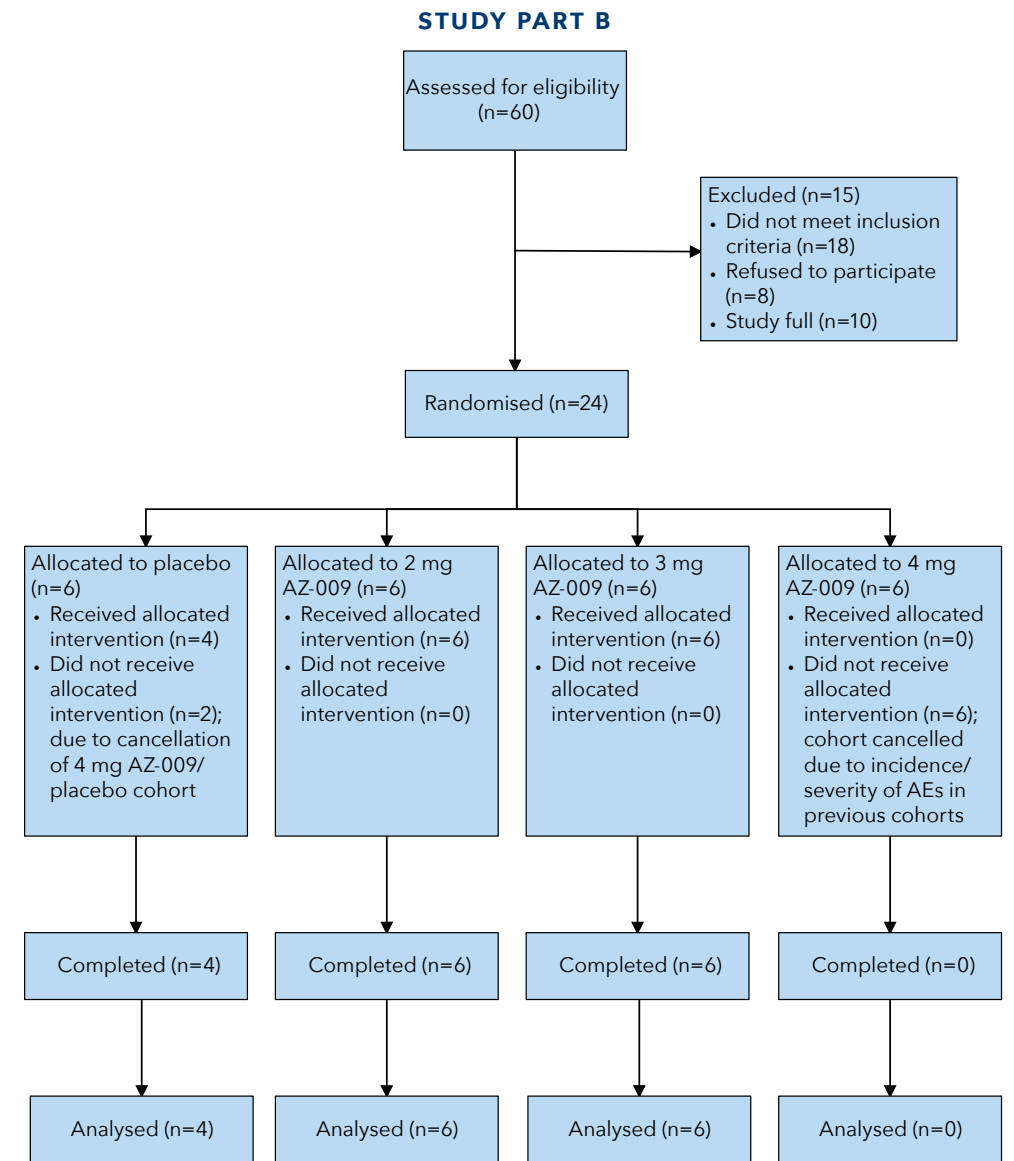 STUDY PART B
Assessed for eligibility
(n=60)
Excluded (n=15)
• Did not meet inclusion
criteria (n=18)
• Refused to participate
(n=8)
• Study full (n=10)
Randomised (n=24)
Allocated to placebo
(n=6)
• Received allocated
intervention (n=4)
• Did not receive
allocated
intervention (n=2);
due to cancellation
of 4 mg AZ-009/
placebo cohort
Allocated to 2 mg
AZ-009 (n=6)
• Received allocated
intervention (n=6)
• Did not receive
allocated
intervention (n=0)
Allocated to 3 mg
AZ-009 (n=6)
• Received allocated
intervention (n=6)
• Did not receive
allocated
intervention (n=0)
Allocated to 4 mg
AZ-009 (n=6)
• Received allocated
intervention (n=0)
• Did not receive
allocated
intervention (n=6);
cohort cancelled
due to incidence/
severity of AEs in
previous cohorts
Completed (n=4)
Completed (n=6)
Completed (n=6)
Completed (n=0)
Analysed (n=4)
Analysed (n=6)
Analysed (n=6)
Analysed (n=0)